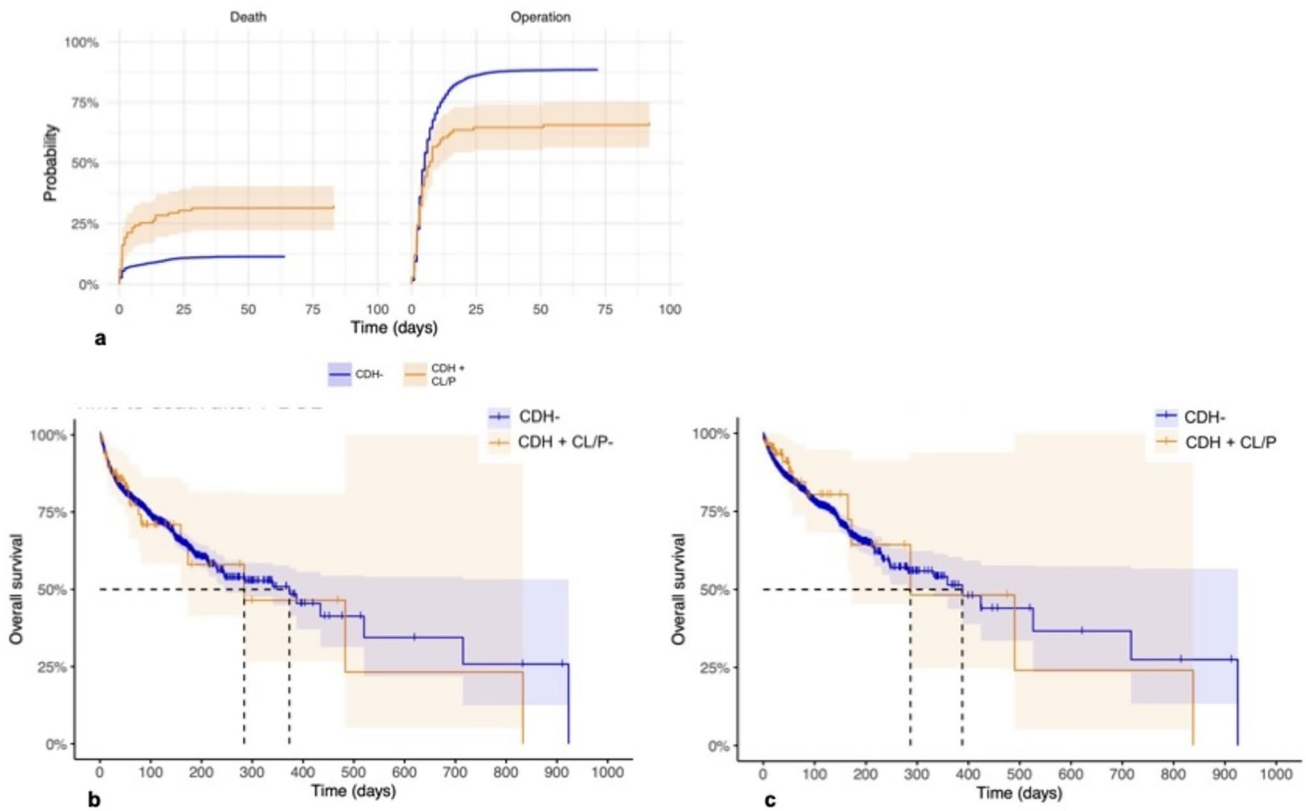 Death Operation
100%
75%
50%
25%
0%
Probability
0 25 50 75 100 0 25 50 75 100
Time (days)
a
CDH- CDH +
CL/P
CDH-
CDH + CL/P-
100%
75%
50%
25%
0%
Overall survival
0 100 200 300 400 500 600 700 800 900 1000
Time (days)
b
CDH-
CDH + CL/P
100%
75%
50%
25%
0%
Overall survival
0 100 200 300 400 500 600 700 800 900 1000
Time (days)
c